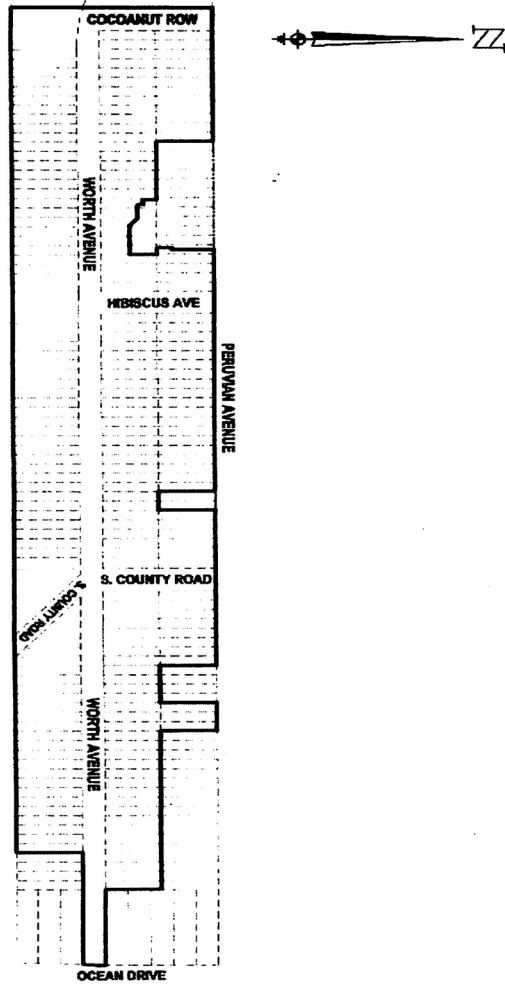 COCOANUT ROW
WORTH AVENUE
HIBISCUS AVE
PERUVIAN AVENUE
S. COUNTY ROAD
S. COUNTY ROAD
WORTH AVENUE
OCEAN DRIVE
N